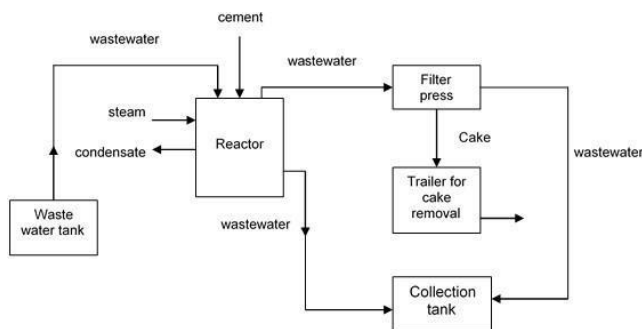 cement
wastewater
wastewater
Filter
press
steam
Reactor
Cake
condensate
wastewater
Trailer for
cake
removal
Waste
water tank
wastewater
Collection
tank